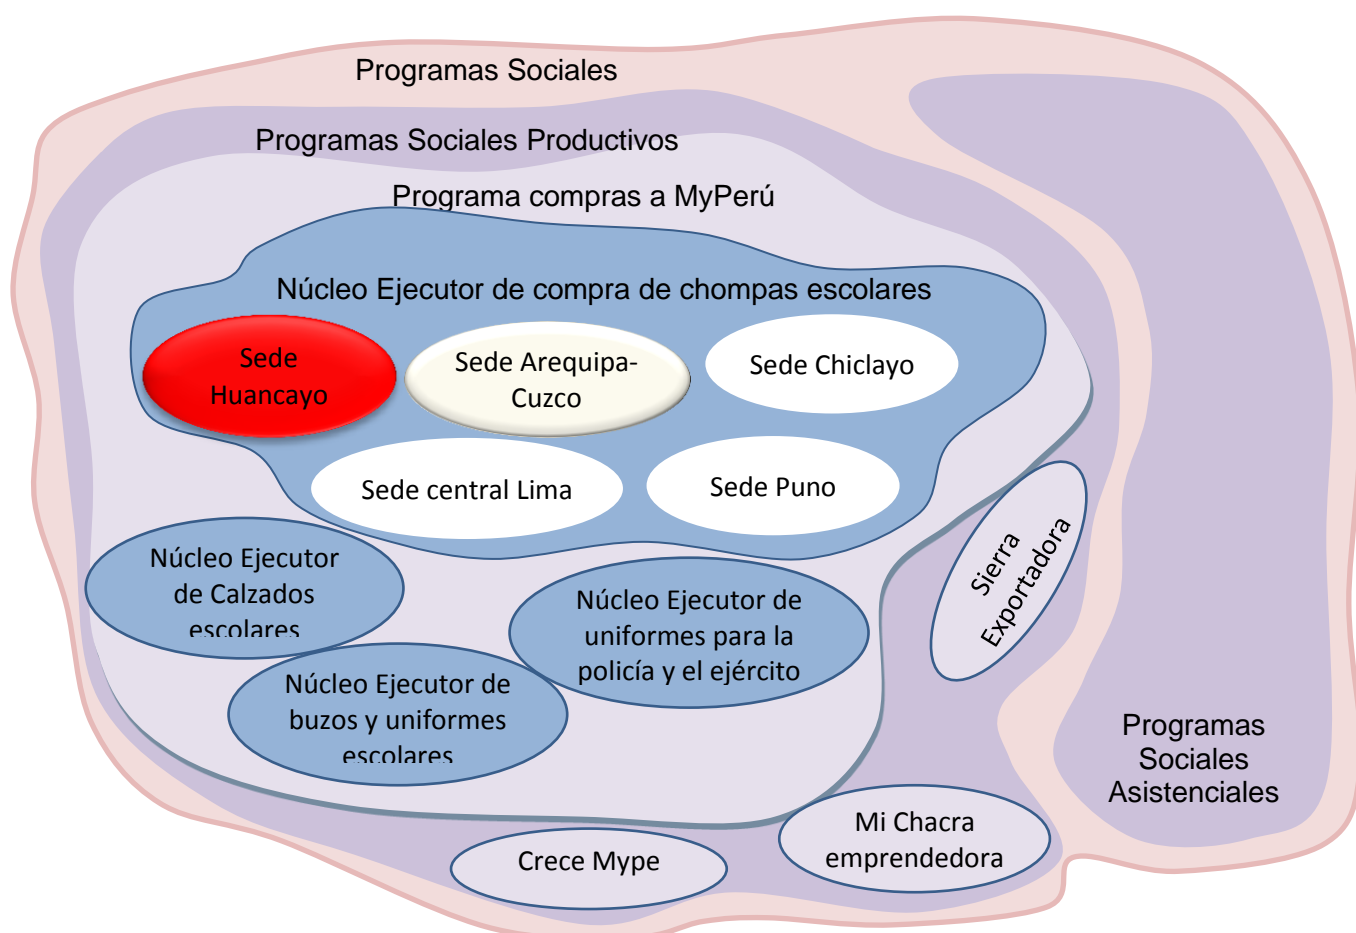 Programas Sociales
Programas Sociales Productivos
Programa compras a MyPerú
Núcleo Ejecutor de compra de chompas escolares
Sede
Huancayo
Sede Arequipa-
Cuzco
Sede Chiclayo
Sede central Lima
Sede Puno
Núcleo Ejecutor
de Calzados
escolares
Núcleo Ejecutor de
uniformes para la
policía y el ejército
Núcleo Ejecutor de
buzos y uniformes
escolares
Sierra
Exportadora
Programas
Sociales
Asistenciales
Mi Chacra
emprendedora
Crece Mype